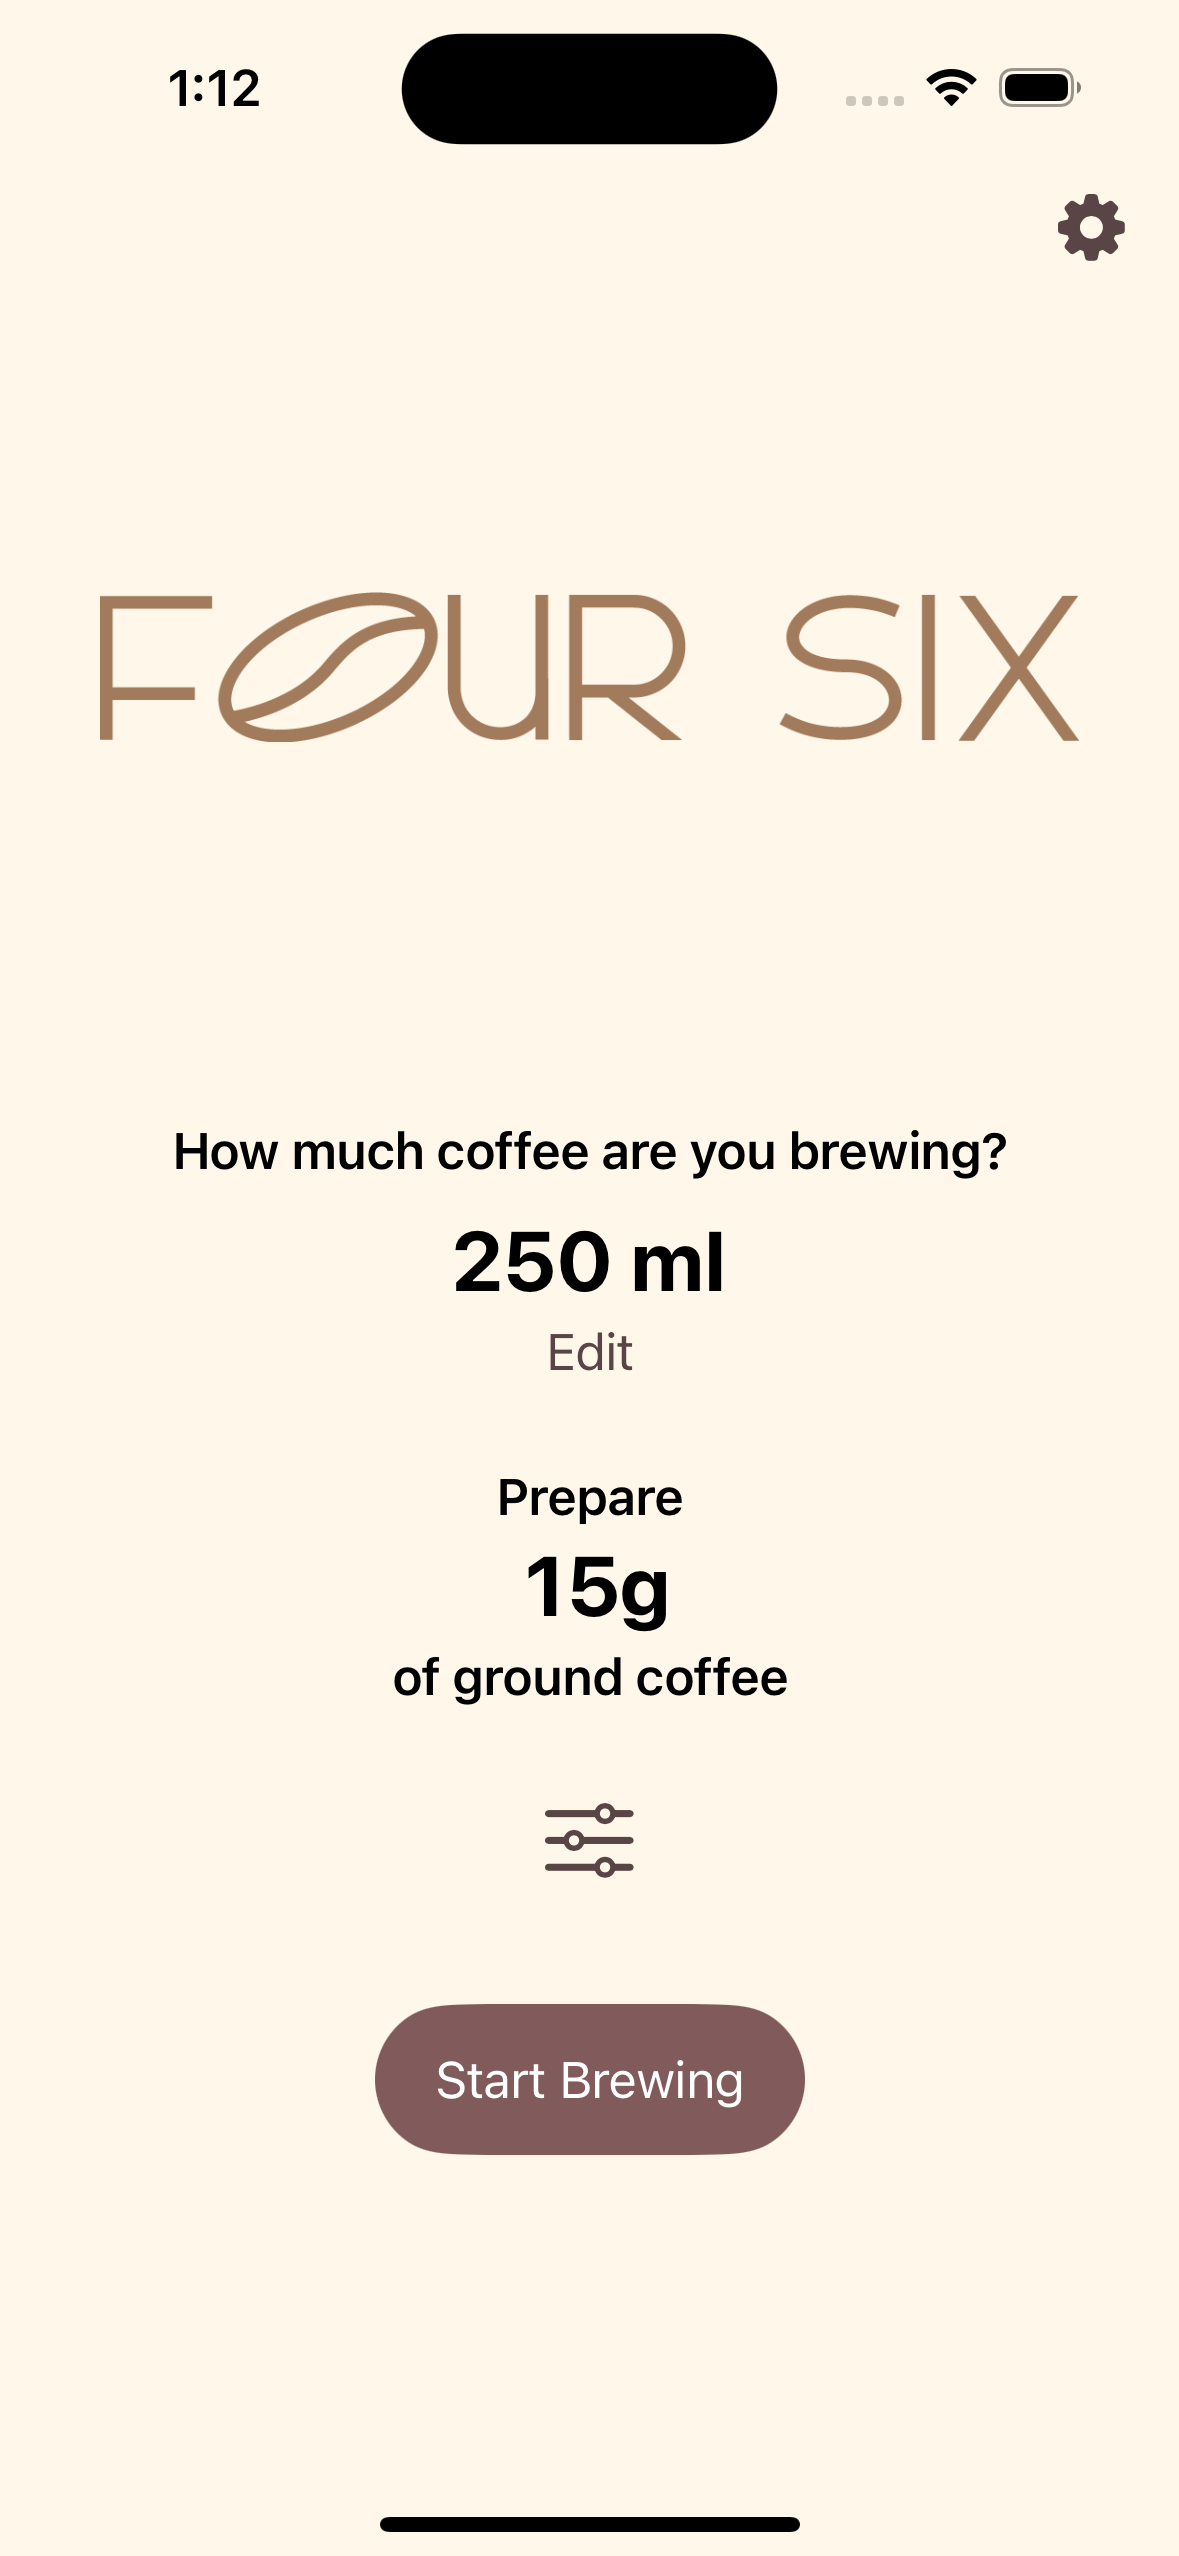 1:12
FOUR SIX
How much coffee are you brewing?
250 ml
Edit
Prepare
15g
of ground coffee
Start Brewing